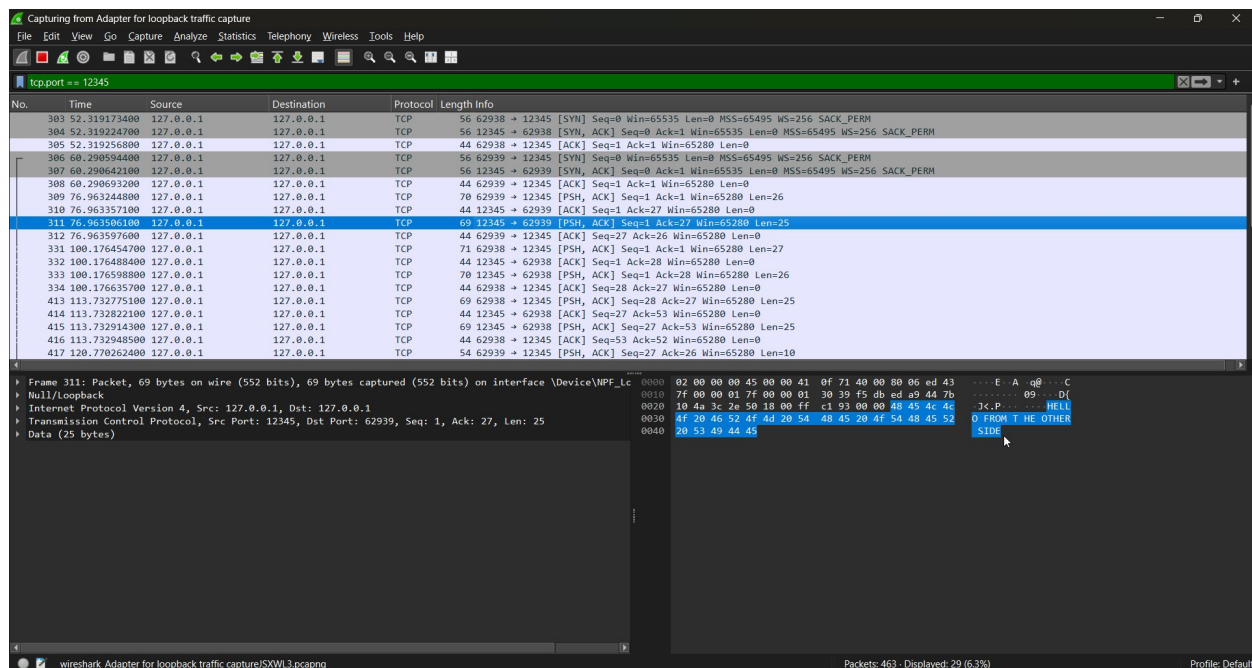 Capturing from Adapter for loopback traffic capture
File Edit View Go Capture Analyze Statistics Telephony Wireless Tools Help
tcp.port == 12345
No. Time Source Destination Protocol Length Info
303 52.319173400 127.0.0.1 127.0.0.1 TCP 56 62938 → 12345 [SYN] Seq=0 Win=65535 Len=0 MSS=65495 WS=256 SACK_PERM
304 52.319224700 127.0.0.1 127.0.0.1 TCP 56 12345 → 62938 [SYN, ACK] Seq=0 Ack=1 Win=65535 Len=0 MSS=65495 WS=256 SACK_PERM
305 52.319256800 127.0.0.1 127.0.0.1 TCP 44 62938 → 12345 [ACK] Seq=1 Ack=1 Win=65280 Len=0
306 60.290594400 127.0.0.1 127.0.0.1 TCP 56 62939 → 12345 [SYN] Seq=0 Win=65535 Len=0 MSS=65495 WS=256 SACK_PERM
307 60.290642100 127.0.0.1 127.0.0.1 TCP 56 12345 → 62939 [SYN, ACK] Seq=0 Ack=1 Win=65535 Len=0 MSS=65495 WS=256 SACK_PERM
308 60.290693200 127.0.0.1 127.0.0.1 TCP 44 62939 → 12345 [ACK] Seq=1 Ack=1 Win=65280 Len=0
309 76.963244800 127.0.0.1 127.0.0.1 TCP 70 62939 → 12345 [PSH, ACK] Seq=1 Ack=1 Win=65280 Len=26
310 76.963357100 127.0.0.1 127.0.0.1 TCP 44 12345 → 62939 [ACK] Seq=1 Ack=27 Win=65280 Len=0
311 76.963506100 127.0.0.1 127.0.0.1 TCP 69 12345 → 62939 [PSH, ACK] Seq=1 Ack=27 Win=65280 Len=25
312 76.963597600 127.0.0.1 127.0.0.1 TCP 44 62939 → 12345 [ACK] Seq=27 Ack=26 Win=65280 Len=0
331 100.176454700 127.0.0.1 127.0.0.1 TCP 71 62938 → 12345 [PSH, ACK] Seq=1 Ack=1 Win=65280 Len=27
332 100.176488400 127.0.0.1 127.0.0.1 TCP 44 12345 → 62938 [ACK] Seq=1 Ack=28 Win=65280 Len=0
333 100.176598800 127.0.0.1 127.0.0.1 TCP 70 12345 → 62938 [PSH, ACK] Seq=1 Ack=28 Win=65280 Len=26
334 100.176635700 127.0.0.1 127.0.0.1 TCP 44 62938 → 12345 [ACK] Seq=28 Ack=27 Win=65280 Len=0
413 113.732775100 127.0.0.1 127.0.0.1 TCP 69 62938 → 12345 [PSH, ACK] Seq=28 Ack=27 Win=65280 Len=25
414 113.732822100 127.0.0.1 127.0.0.1 TCP 44 12345 → 62938 [ACK] Seq=27 Ack=53 Win=65280 Len=0
415 113.732914300 127.0.0.1 127.0.0.1 TCP 69 12345 → 62938 [PSH, ACK] Seq=27 Ack=53 Win=65280 Len=25
416 113.732948500 127.0.0.1 127.0.0.1 TCP 44 62938 → 12345 [ACK] Seq=53 Ack=52 Win=65280 Len=0
417 120.770262400 127.0.0.1 127.0.0.1 TCP 54 62939 → 12345 [PSH, ACK] Seq=27 Ack=26 Win=65280 Len=10
Frame 311: Packet, 69 bytes on wire (552 bits), 69 bytes captured (552 bits) on interface \Device\NPF_Lc
Null/Loopback
Internet Protocol Version 4, Src: 127.0.0.1, Dst: 127.0.0.1
Transmission Control Protocol, Src Port: 12345, Dst Port: 62939, Seq: 1, Ack: 27, Len: 25
Data (25 bytes)
0000 02 00 00 00 45 00 00 41 0f 71 40 00 80 06 ed 43 ····E··A ·q@····C
0010 7f 00 00 01 7f 00 00 01 30 39 f5 db ed a9 44 7b ········ 09····D{
0020 10 4a 3c 2e 50 18 00 ff c1 93 00 00 48 45 4c 4c ·J<.P··· ····HELL
0030 4f 20 46 52 4f 4d 20 54 48 45 20 4f 54 48 45 52 O FROM T HE OTHER
0040 20 53 49 44 45 SIDE
wireshark_Adapter for loopback traffic captureJSXWL3.pcapng
Packets: 463 · Displayed: 29 (6.3%)
Profile: Default